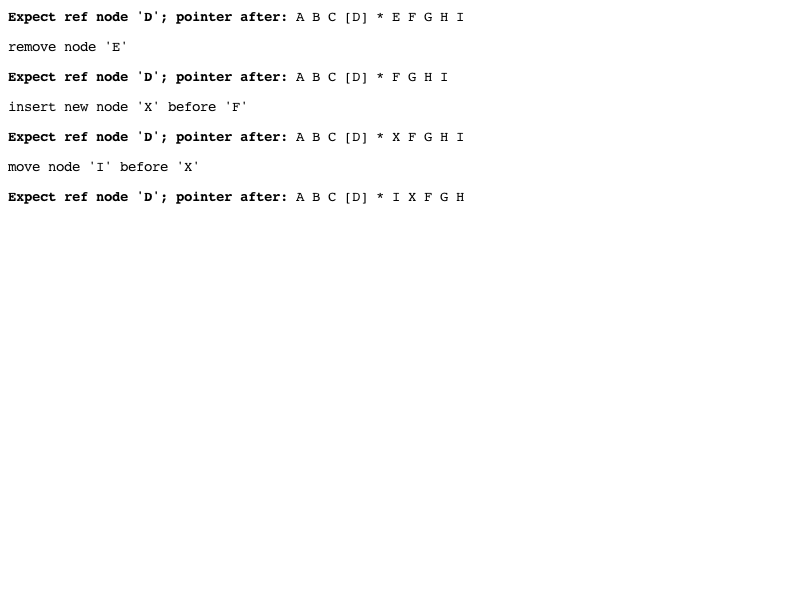 Expect ref node 'D'; pointer after: A B C [D] * E F G H I
remove node 'E'
Expect ref node 'D'; pointer after: A B C [D] * F G H I
insert new node 'X' before 'F'
Expect ref node 'D'; pointer after: A B C [D] * X F G H I
move node 'I' before 'X'
Expect ref node 'D'; pointer after: A B C [D] * I X F G H